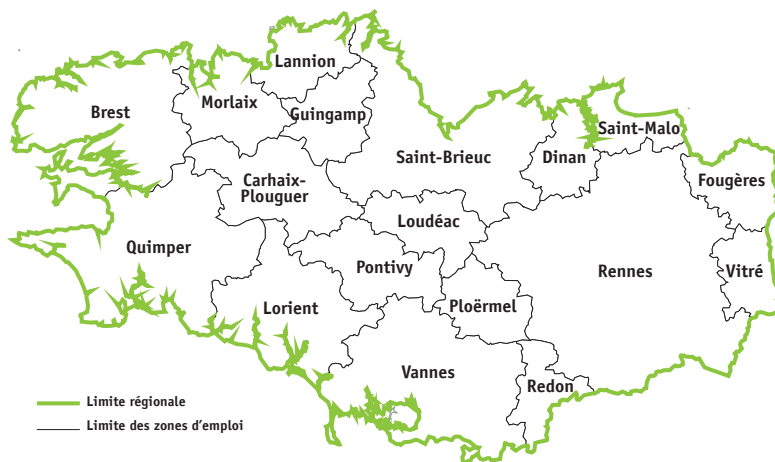 Lannion
Brest
Morlaix
Guingamp
Saint-Malo
Saint-Brieuc
Dinan
Carhaix-
Plouguer
Fougères
Loudéac
Quimper
Pontivy
Rennes
Vitré
Lorient
Ploërmel
Vannes
Redon
Limite régionale
Limite des zones d'emploi